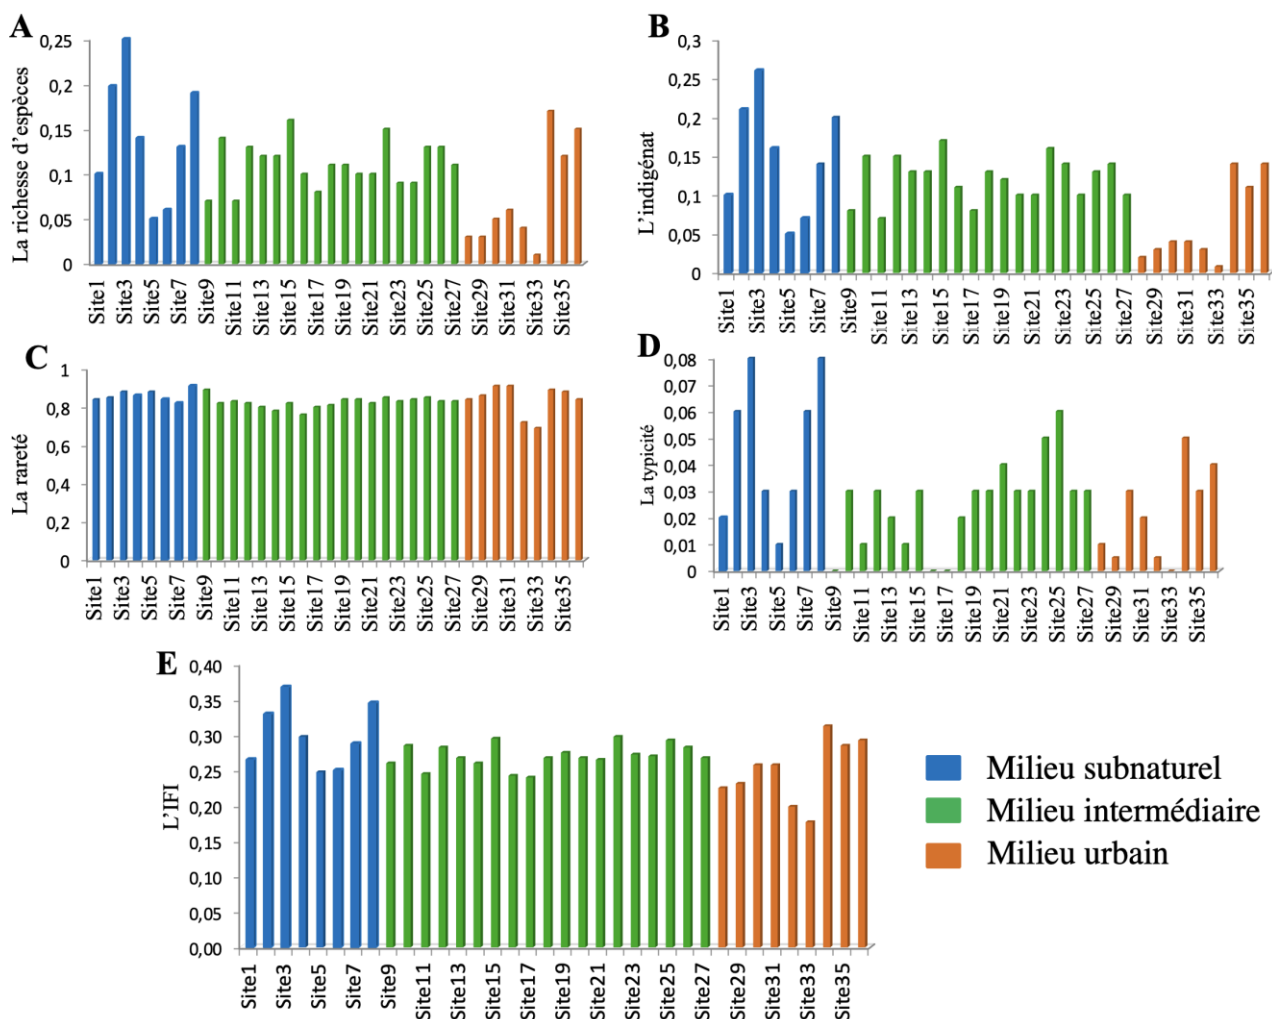 A
La richesse d'espèces
0,25
0,2
0,15
0,1
0,05
0
Site1
Site3
Site5
Site7
Site9
Site11
Site13
Site15
Site17
Site19
Site21
Site23
Site25
Site27
Site29
Site31
Site33
Site35
B
L'indigénat
0,3
0,25
0,2
0,15
0,1
0,05
0
Site1
Site3
Site5
Site7
Site9
Site11
Site13
Site15
Site17
Site19
Site21
Site23
Site25
Site27
Site29
Site31
Site33
Site35
C
La rareté
1
0,8
0,6
0,4
0,2
0
Site1
Site3
Site5
Site7
Site9
Site11
Site13
Site15
Site17
Site19
Site21
Site23
Site25
Site27
Site29
Site31
Site33
Site35
D
La typicité
0,08
0,07
0,06
0,05
0,04
0,03
0,02
0,01
0
Site1
Site3
Site5
Site7
Site9
Site11
Site13
Site15
Site17
Site19
Site21
Site23
Site25
Site27
Site29
Site31
Site33
Site35
E
L'IFI
0,40
0,35
0,30
0,25
0,20
0,15
0,10
0,05
0,00
Site1
Site3
Site5
Site7
Site9
Site11
Site13
Site15
Site17
Site19
Site21
Site23
Site25
Site27
Site29
Site31
Site33
Site35
Milieu subnaturel
Milieu intermédiaire
Milieu urbain